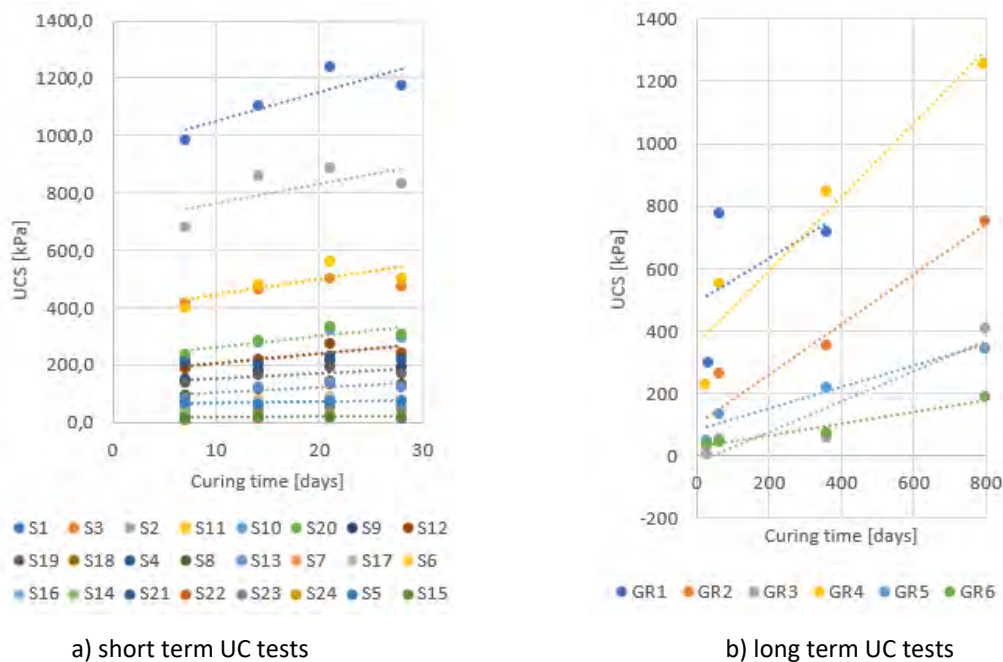 1400,0
1200,0
1000,0
800,0
600,0
400,0
200,0
0,0
UCS [kPa]
0 10 20 30
Curing time [days]
S1 S3 S2 S11 S10 S20 S9 S12
S19 S18 S4 S8 S13 S7 S17 S6
S16 S14 S21 S22 S23 S24 S5 S15
a) short term UC tests
1400
1200
1000
800
600
400
200
0
-200
UCS [kPa]
0 200 400 600 800
Curing time [days]
GR1 GR2 GR3 GR4 GR5 GR6
b) long term UC tests